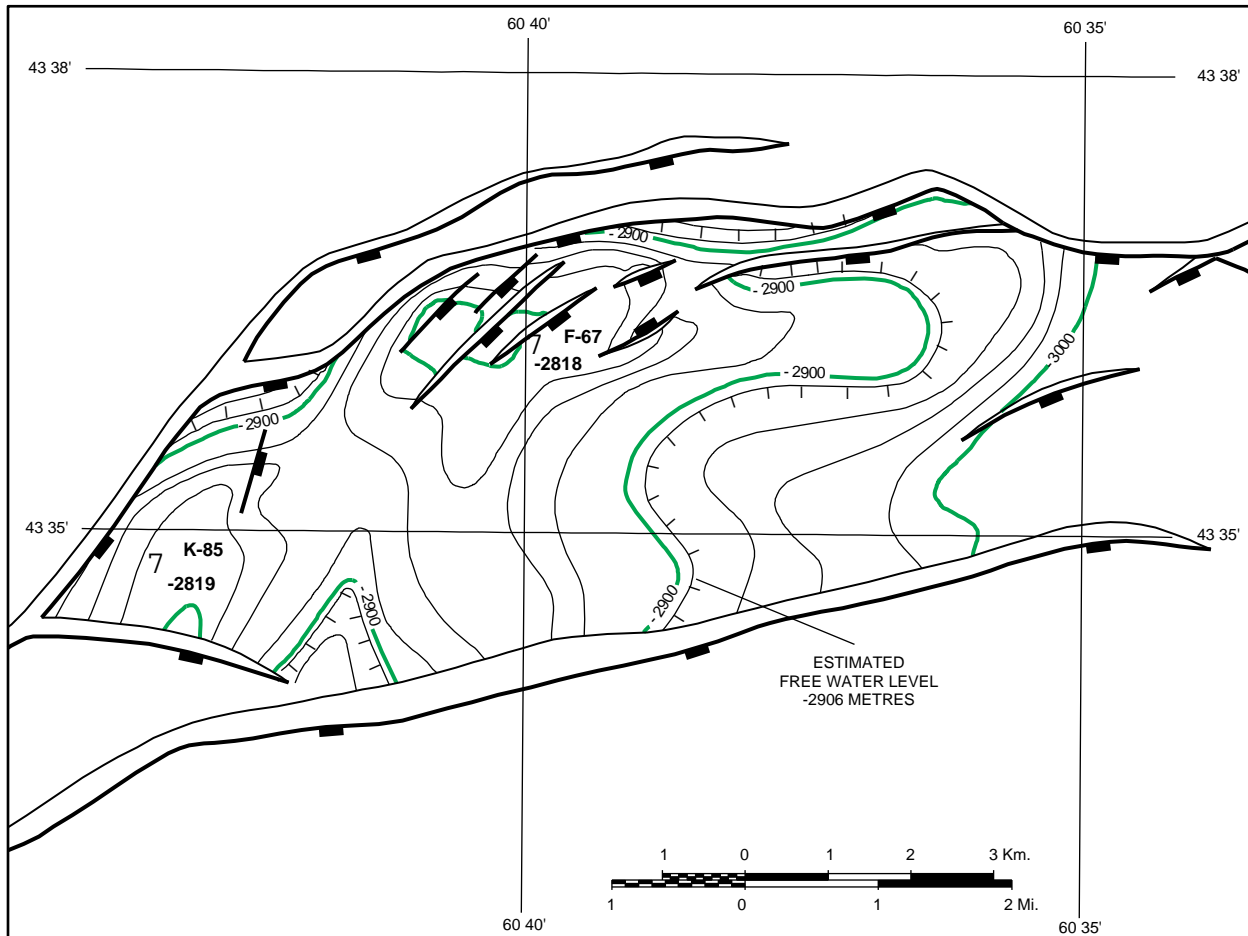 60 40'
60 35'
43 38'
43 38'
-2900
-2900
F-67
7
-2818
-3000
-2900
-2900
43 35'
43 35'
K-85
7
-2819
-2900
-2900
ESTIMATED
FREE WATER LEVEL
-2906 METRES
1 0 1 2 3 Km.
1 0 1 2 Mi.
60 40'
60 35'